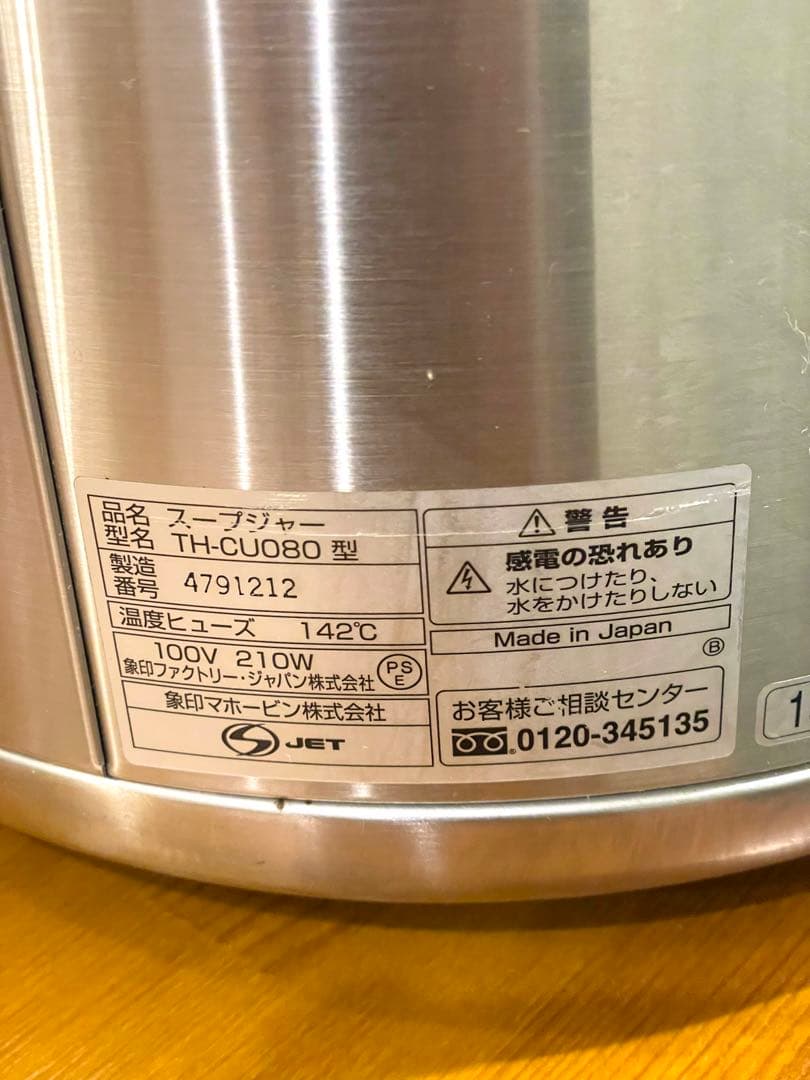 品名 スープジャー
型名 TH-CU080 型
製造
番号 4791212
温度ヒューズ 142℃
100V 210W
象印ファクトリー・ジャパン株式会社
PS
E
象印マホービン株式会社
S JET
警告
感電の恐れあり
水につけたり、
水をかけたりしない
Made in Japan
B
お客様ご相談センター
0120-345135
1